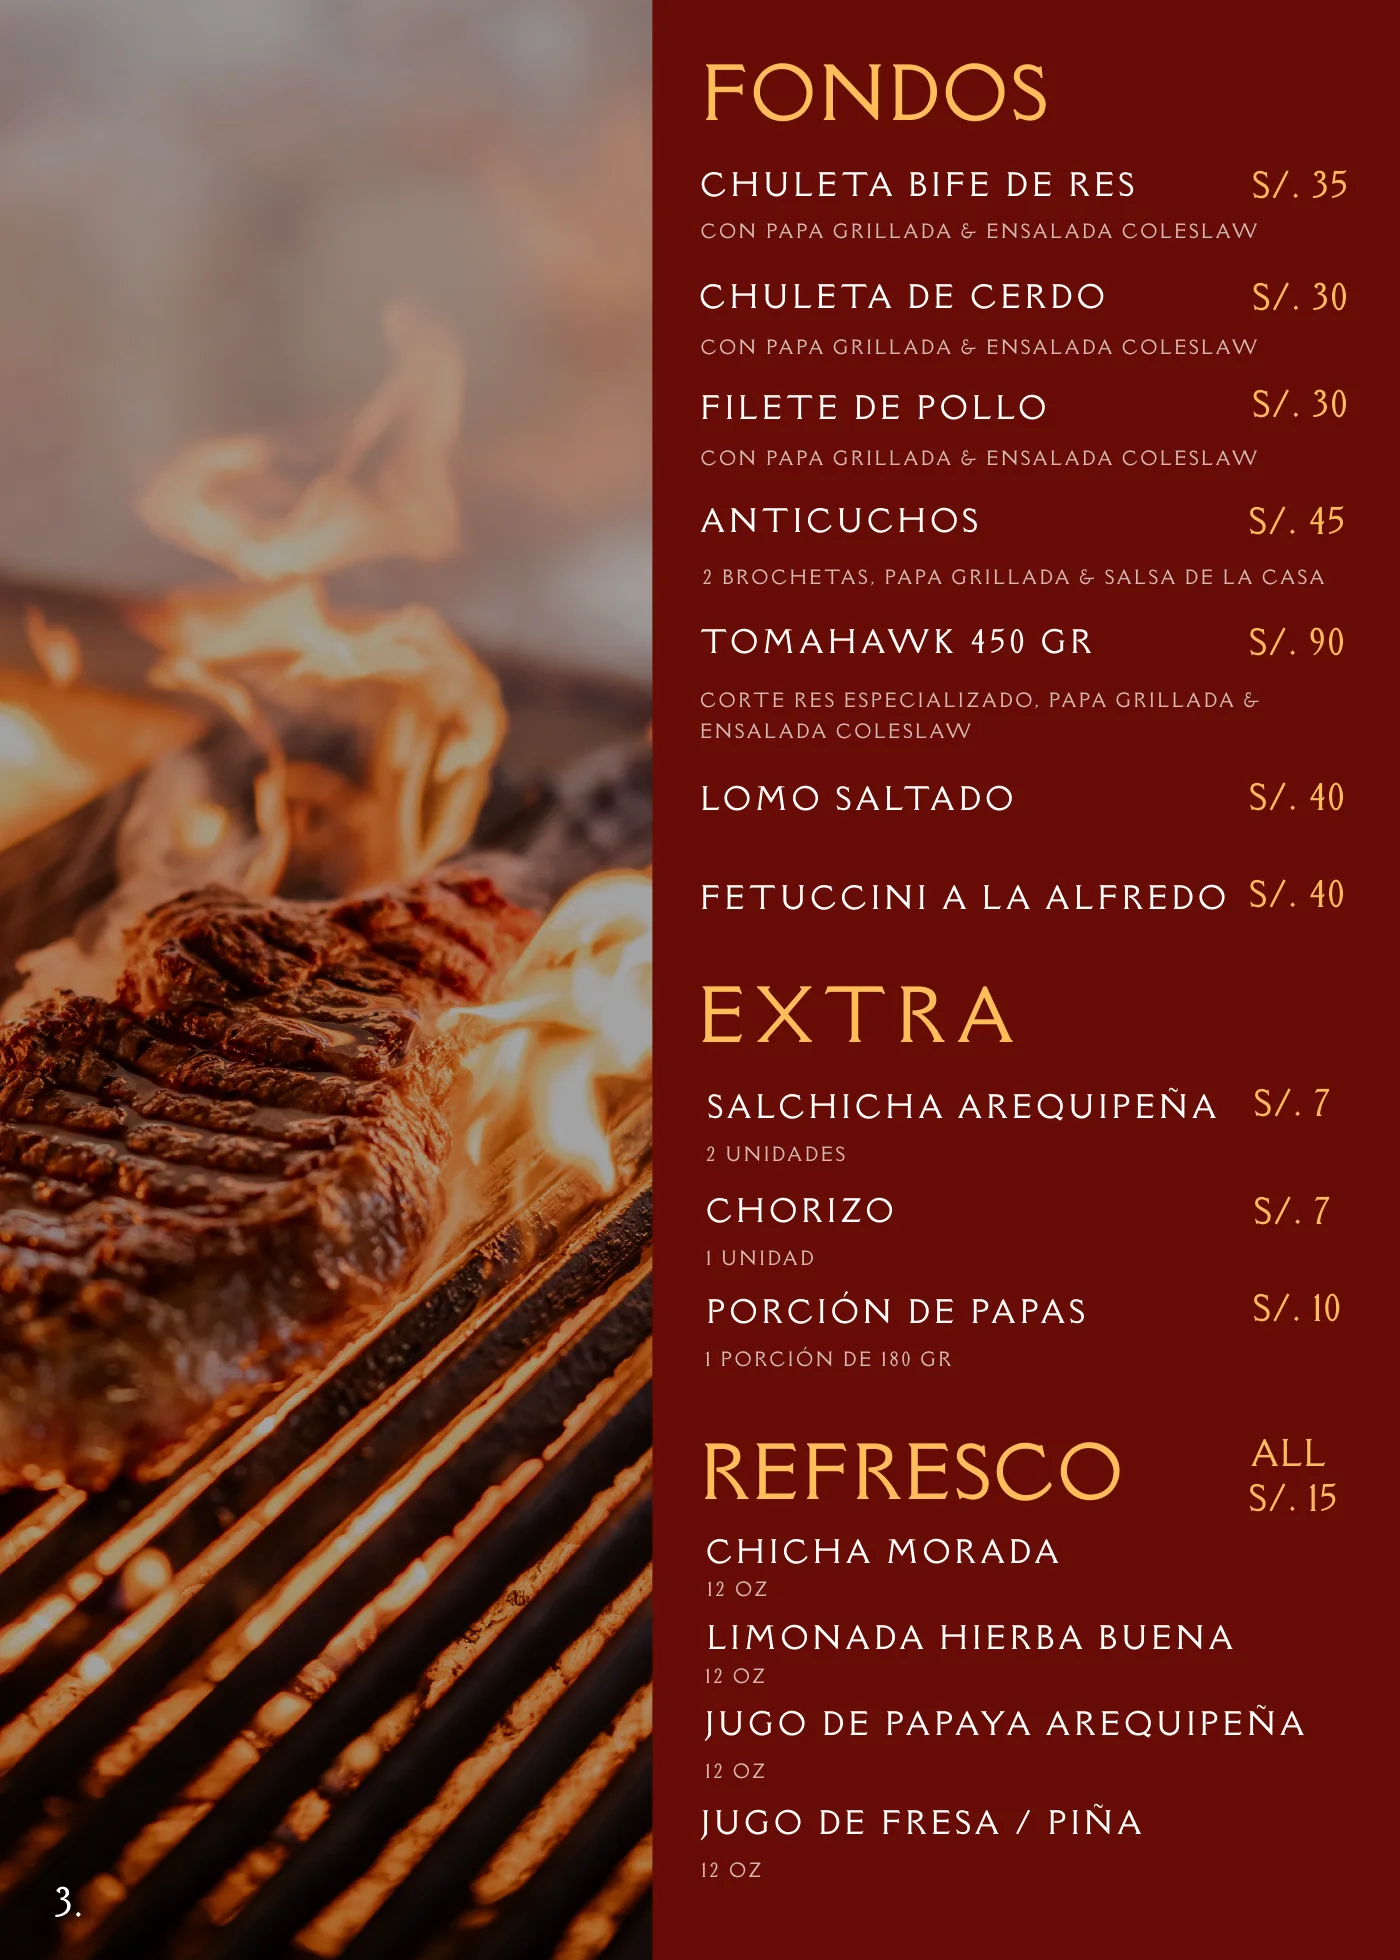 FONDOS
CHULETA BIFE DE RES S/. 35
CON PAPA GRILLADA & ENSALADA COLESLAW
CHULETA DE CERDO S/. 30
CON PAPA GRILLADA & ENSALADA COLESLAW
FILETE DE POLLO S/. 30
CON PAPA GRILLADA & ENSALADA COLESLAW
ANTICUCHOS S/. 45
2 BROCHETAS, PAPA GRILLADA & SALSA DE LA CASA
TOMAHAWK 450 GR S/. 90
CORTE RES ESPECIALIZADO, PAPA GRILLADA &
ENSALADA COLESLAW
LOMO SALTADO S/. 40
FETUCCINI A LA ALFREDO S/. 40
EXTRA
SALCHICHA AREQUIPEÑA S/. 7
2 UNIDADES
CHORIZO S/. 7
1 UNIDAD
PORCIÓN DE PAPAS S/. 10
1 PORCIÓN DE 180 GR
REFRESCO ALL
S/. 15
CHICHA MORADA
12 OZ
LIMONADA HIERBA BUENA
12 OZ
JUGO DE PAPAYA AREQUIPEÑA
12 OZ
JUGO DE FRESA / PIÑA
12 OZ
3.